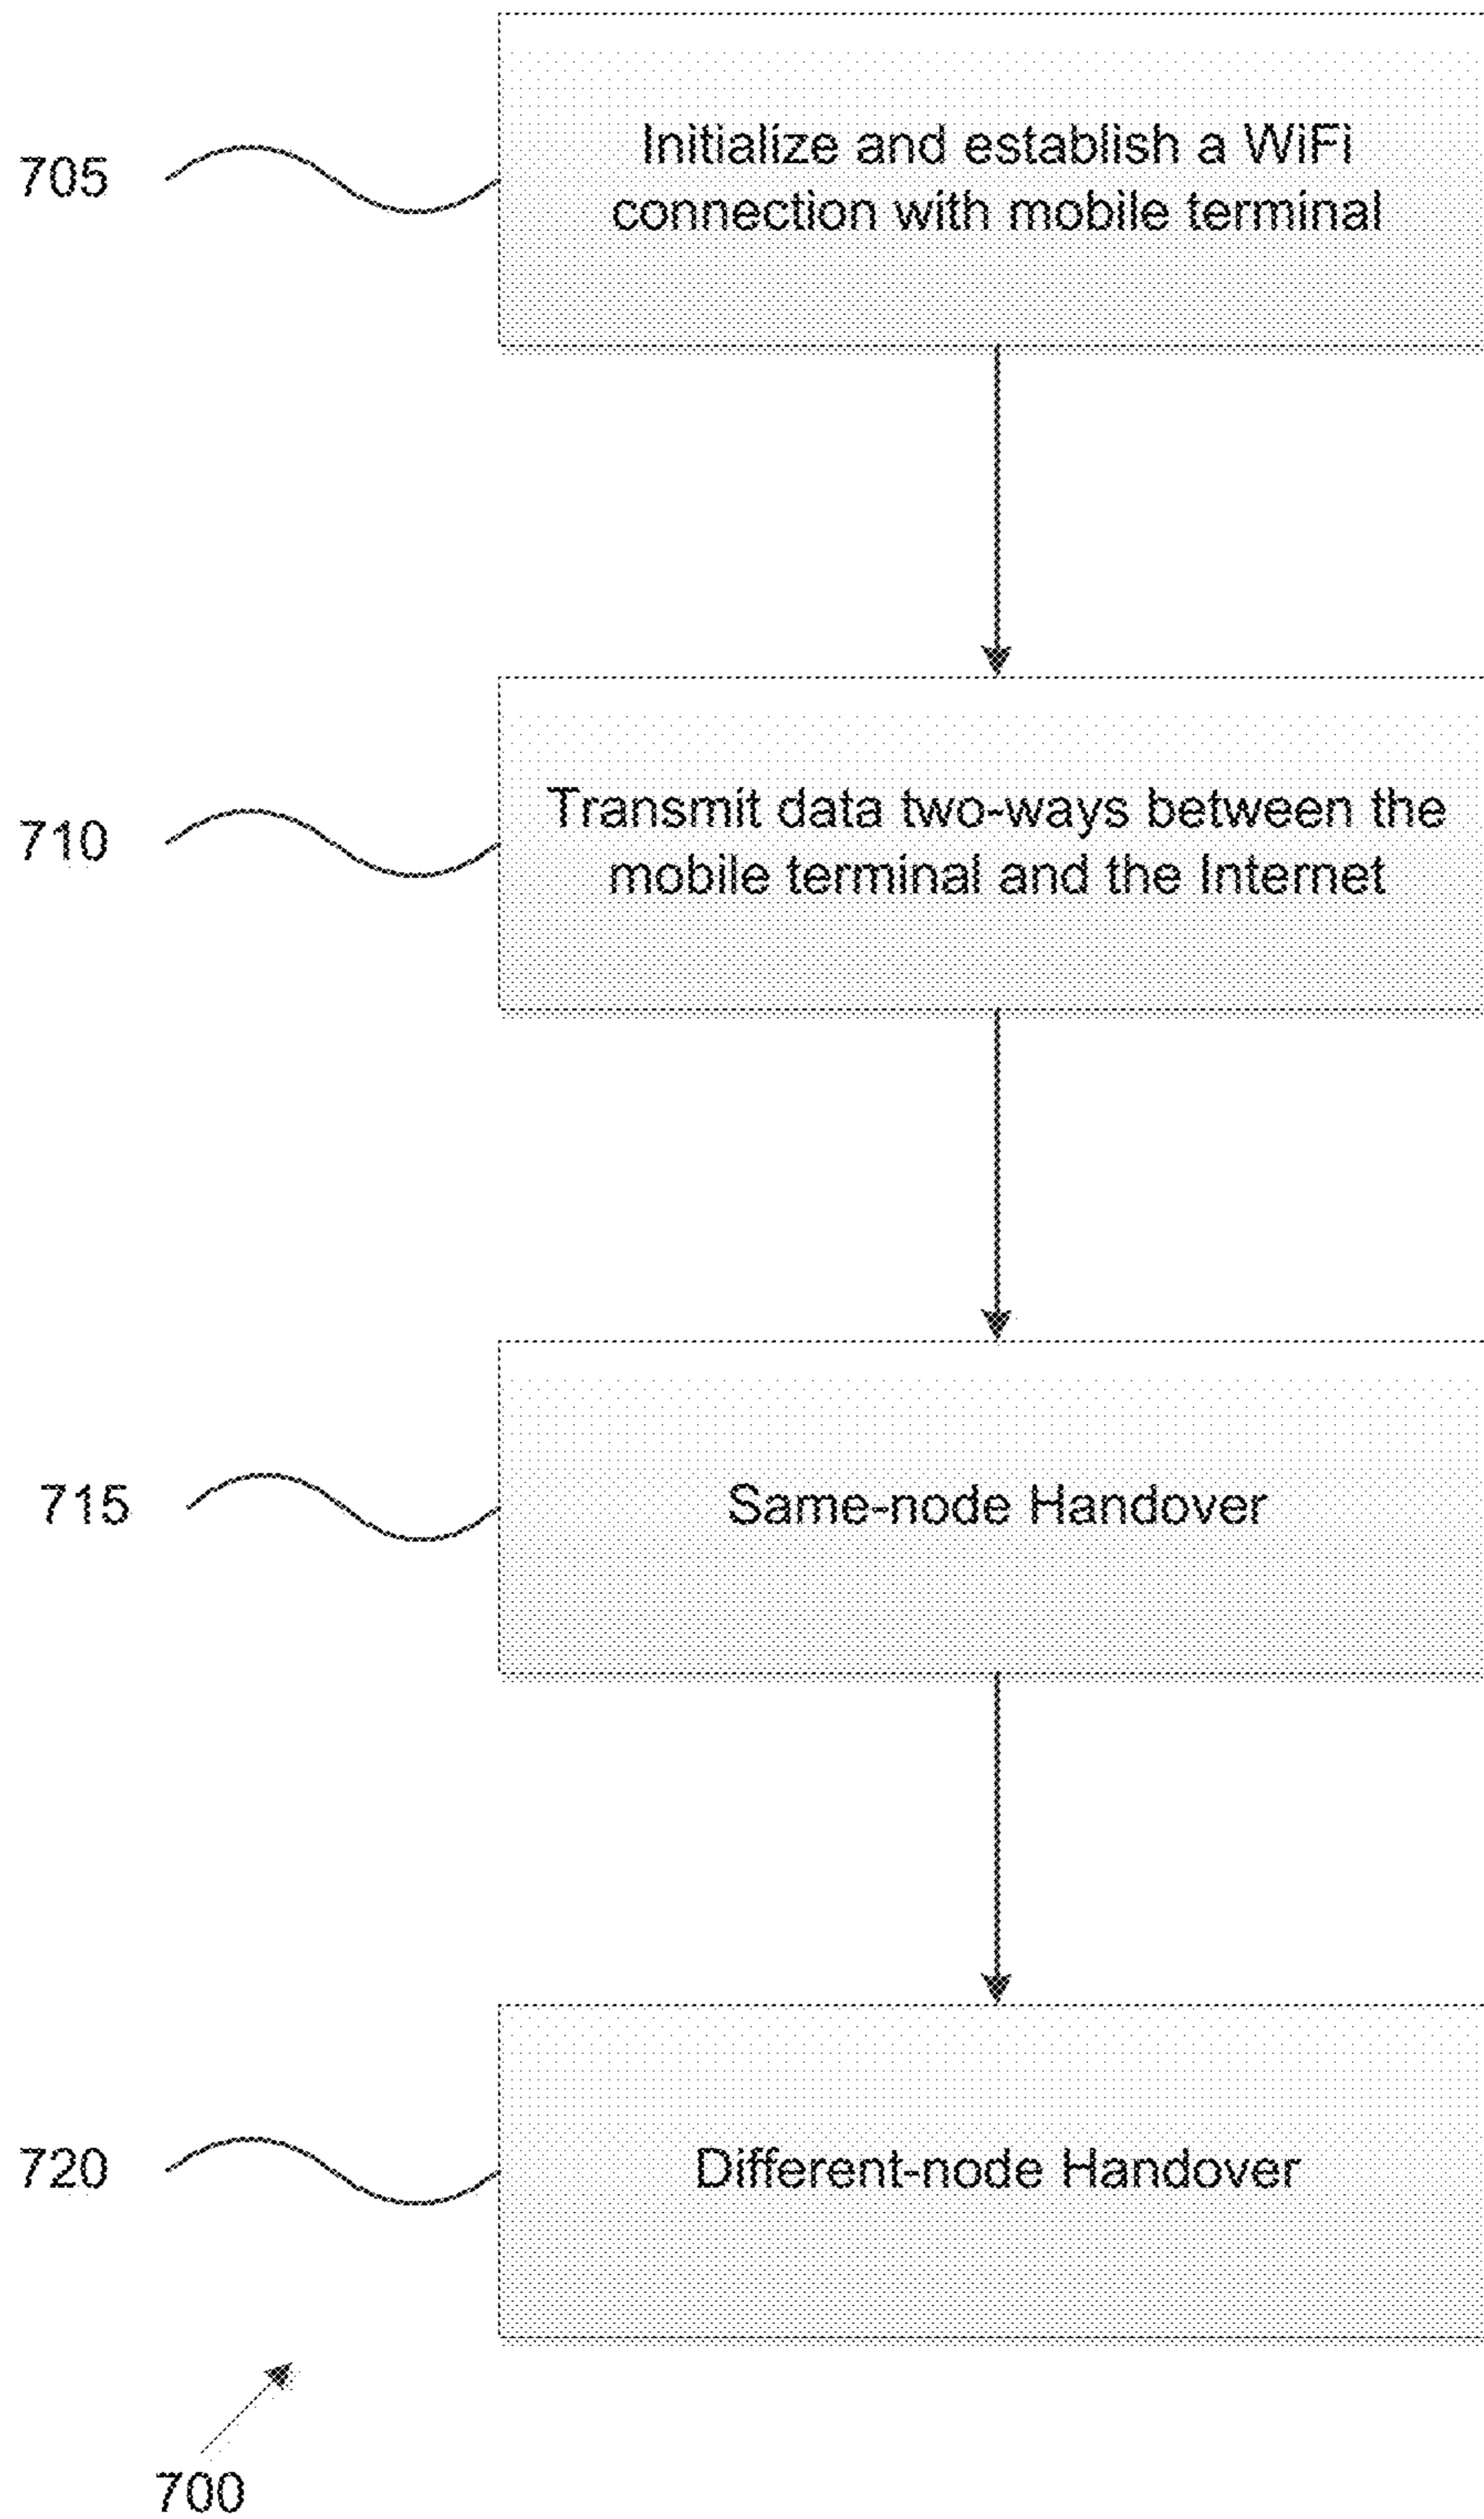 705
Initialize and establish a WiFi
connection with mobile terminal
710
Transmit data two-ways between the
mobile terminal and the Internet
715
Same-node Handover
720
Different-node Handover
700